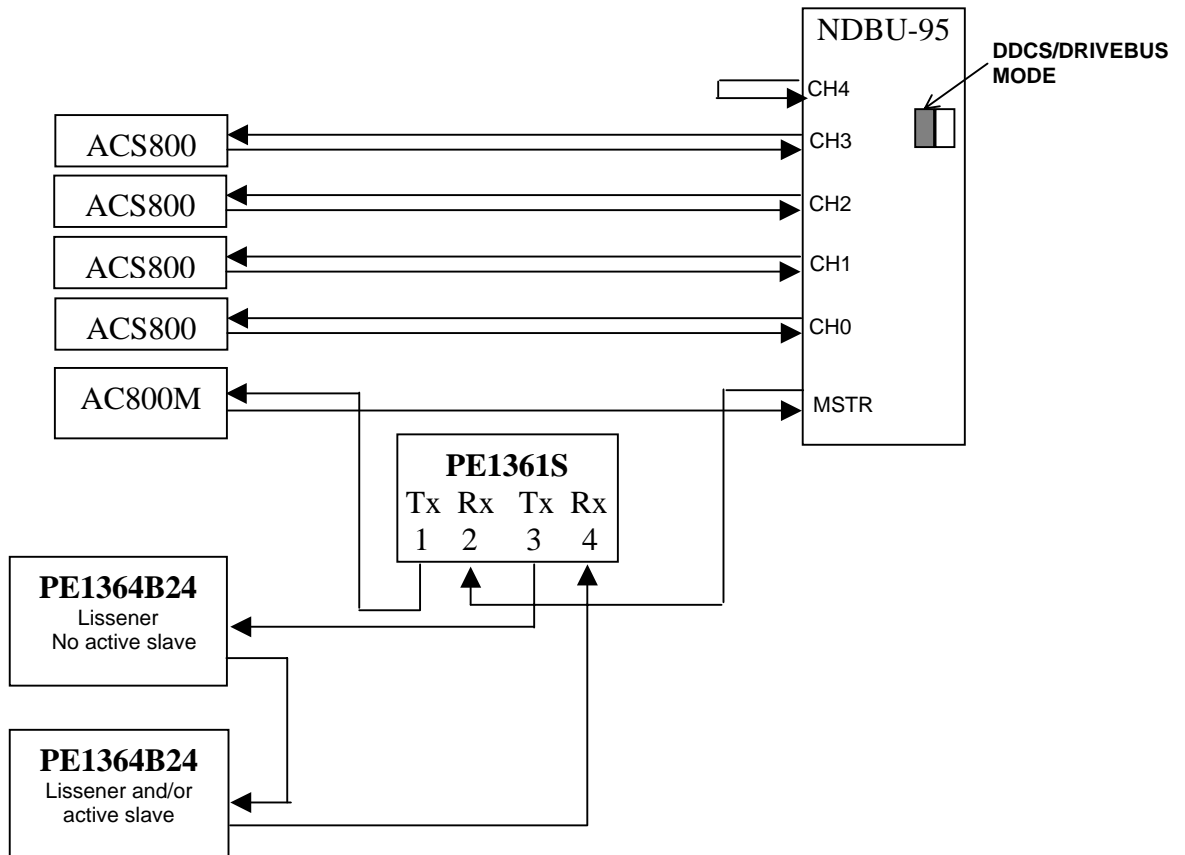 NDBU-95
DDCS/DRIVEBUS
MODE
CH4
ACS800
CH3
ACS800
CH2
ACS800
CH1
ACS800
CH0
AC800M
MSTR
PE1361S
Tx Rx Tx Rx
1 2 3 4
PE1364B24
Lissener
No active slave
PE1364B24
Lissener and/or
active slave